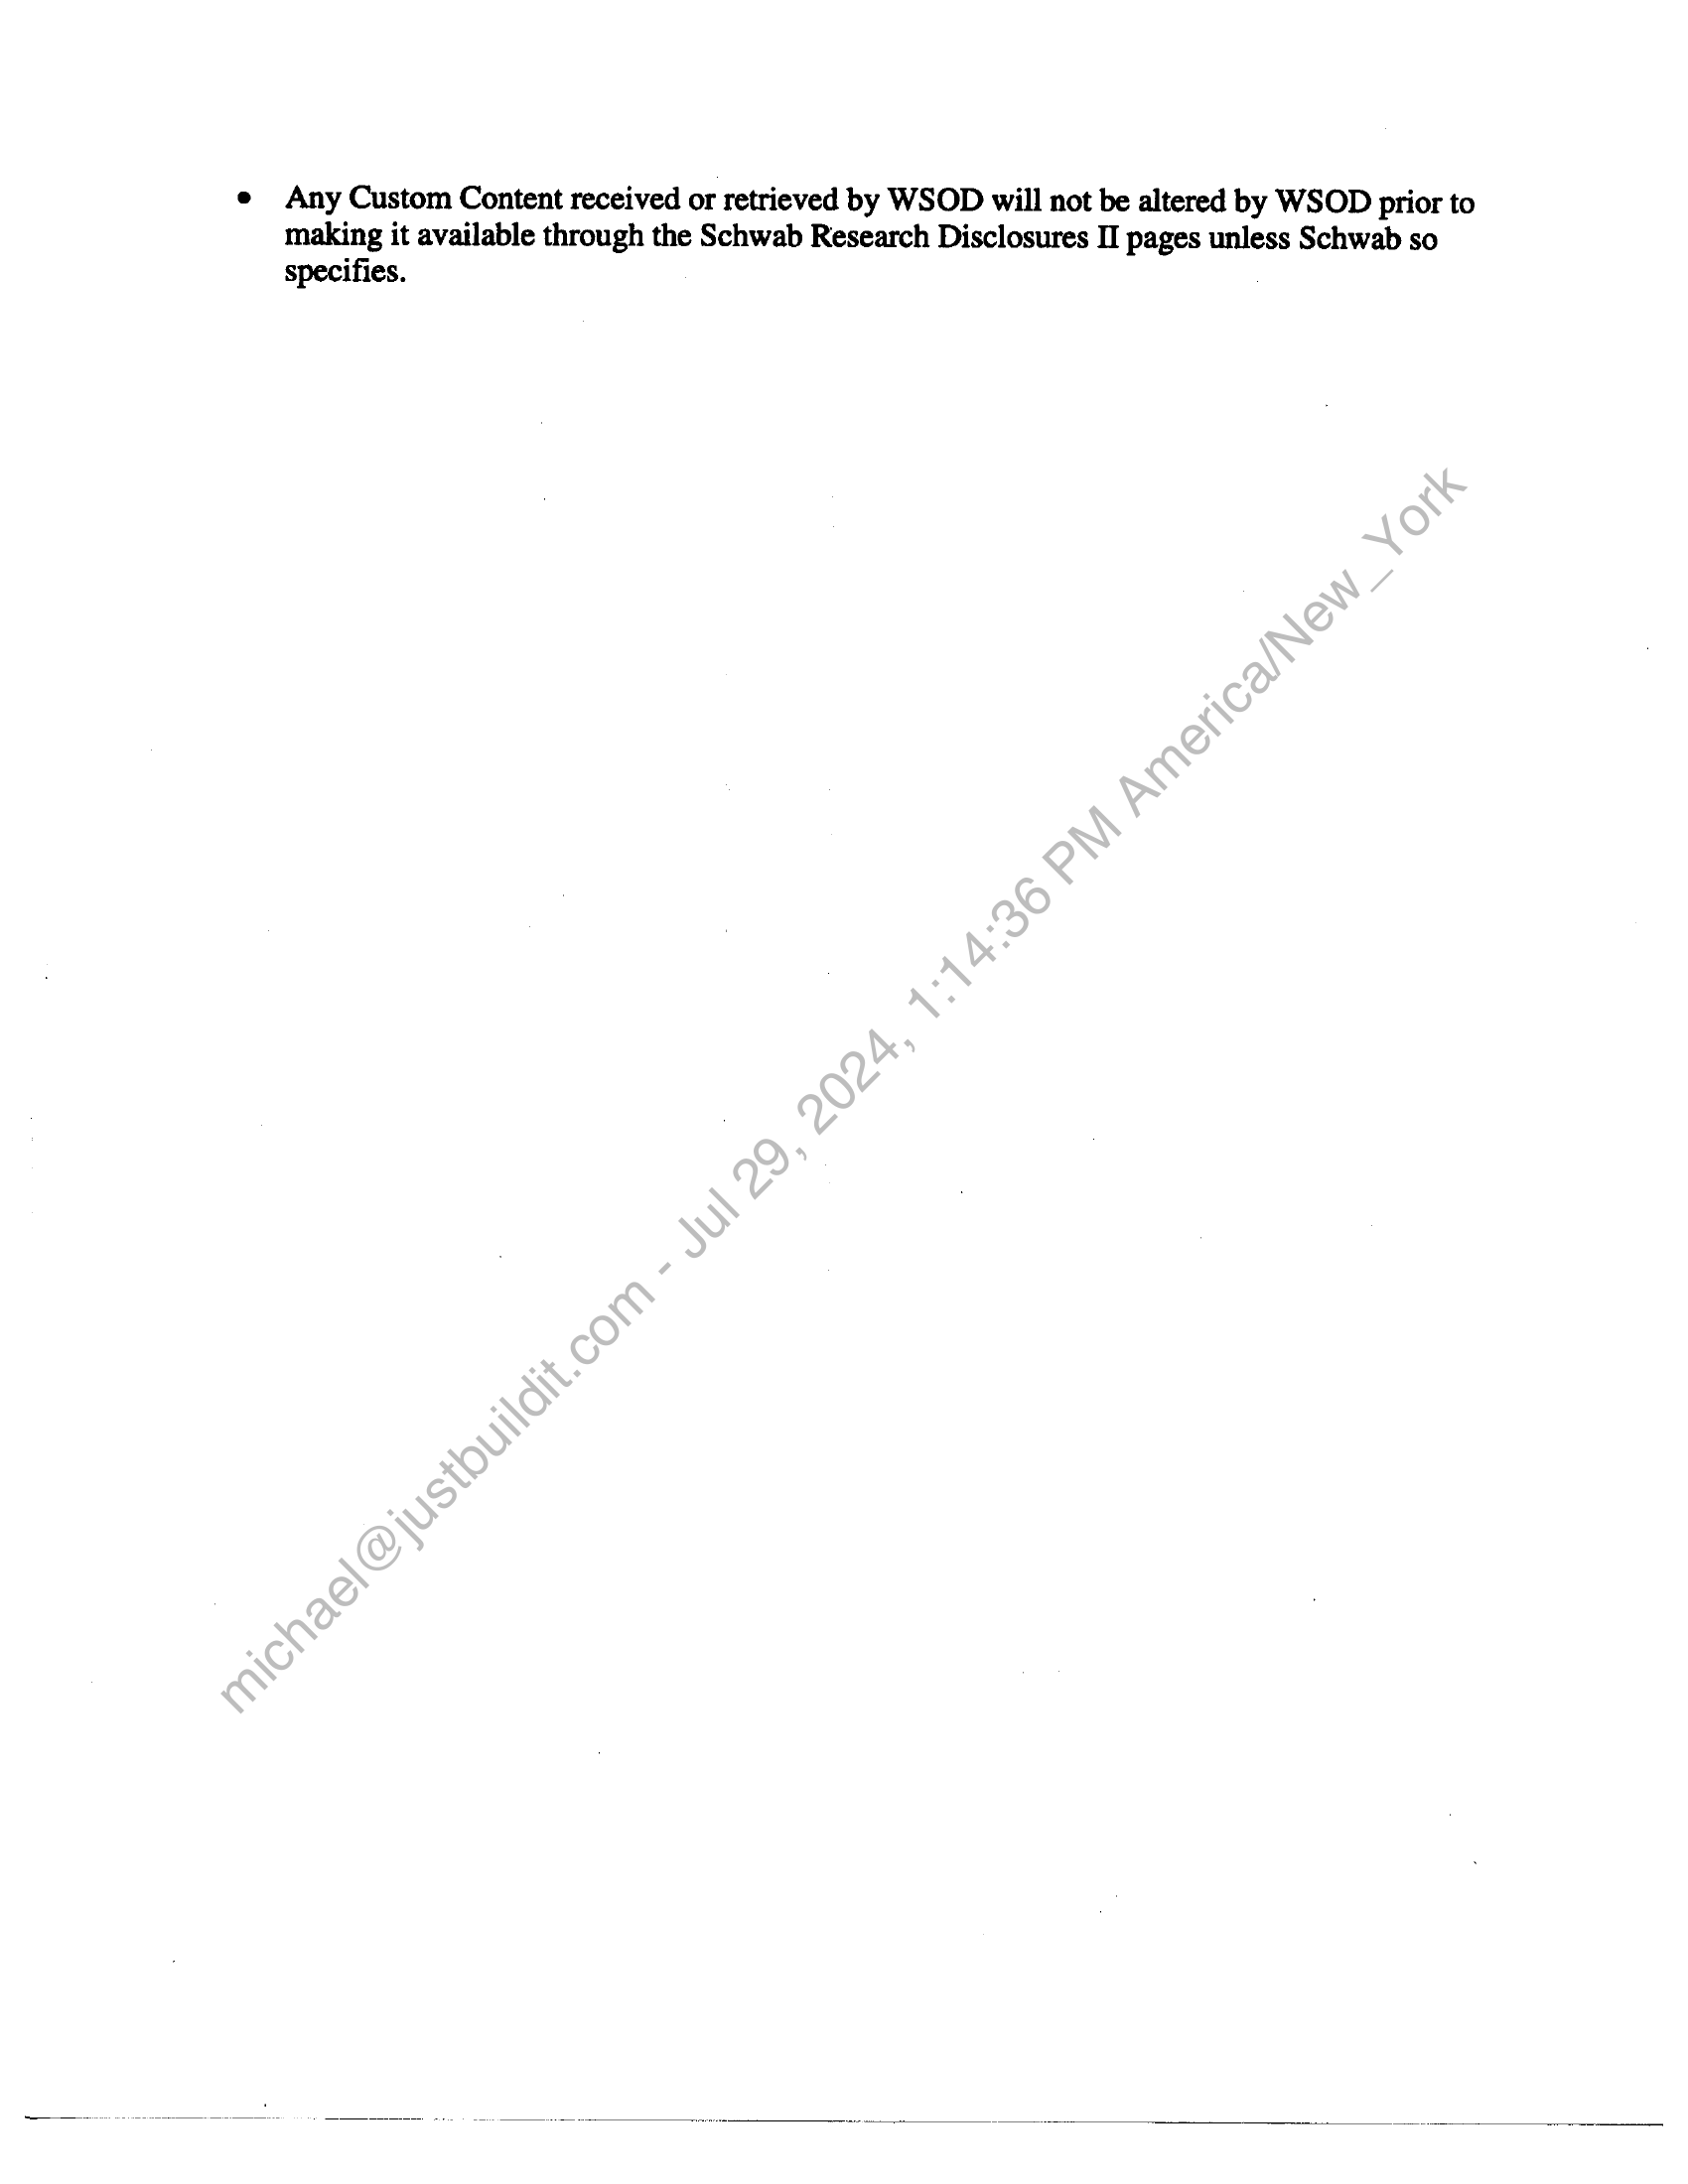 • Any Custom Content received or retrieved by WSOD will not be altered by WSOD prior to
making it available through the Schwab Research Disclosures II pages unless Schwab so
specifies.
michael@justbuildit.com - Jul 29, 2024, 1:14:36 PM America/New_York